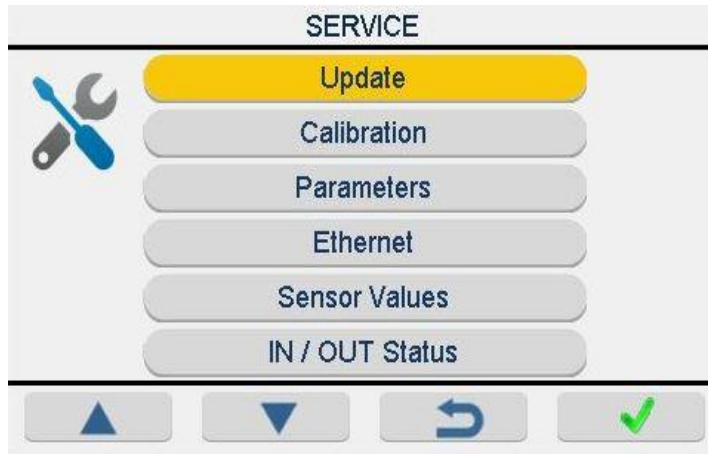 SERVICE
Update
Calibration
Parameters
Ethernet
Sensor Values
IN / OUT Status